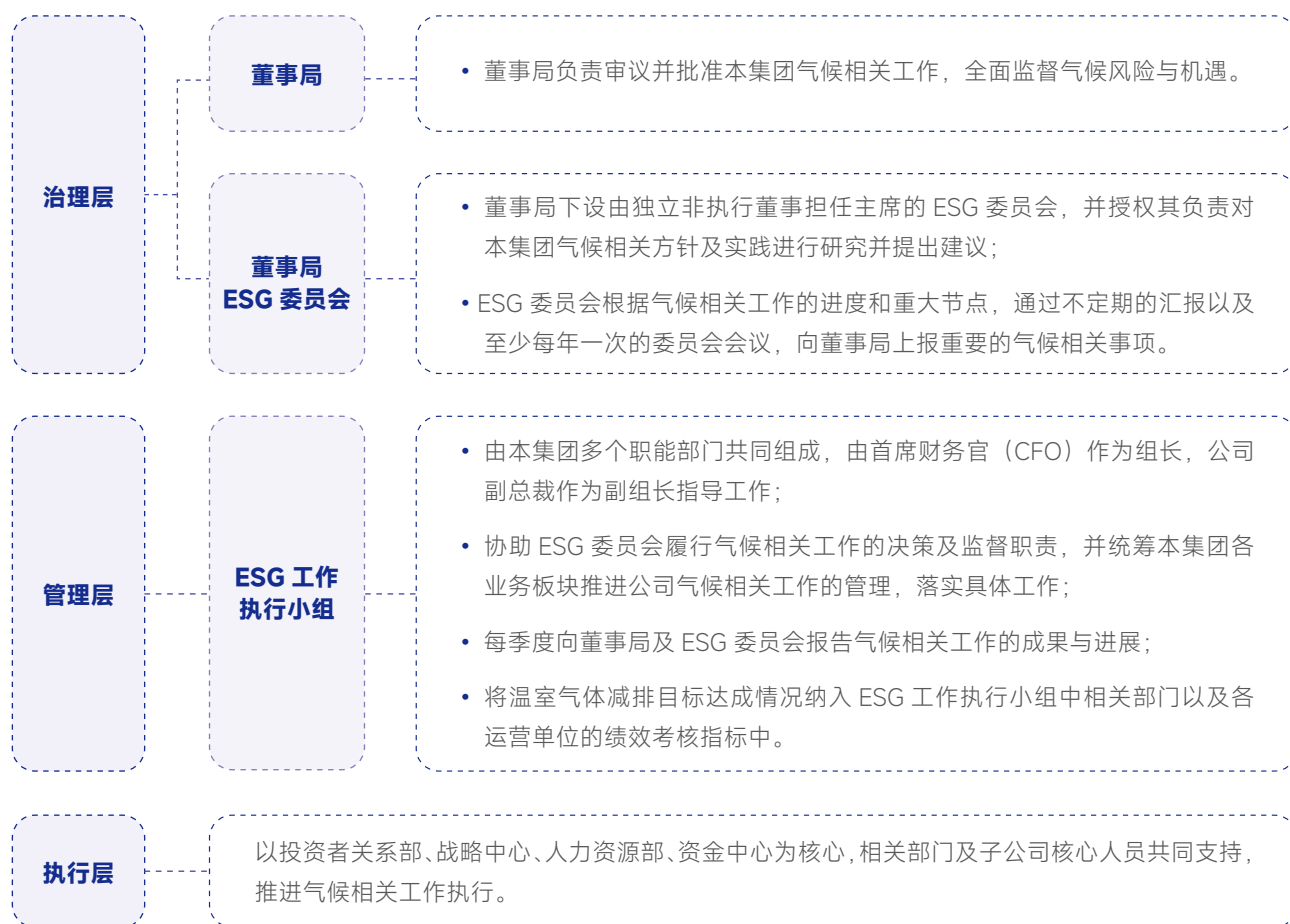 治理层
董事局
• 董事局负责审议并批准本集团气候相关工作，全面监督气候风险与机遇。
董事局
ESG 委员会
• 董事局下设由独立非执行董事担任主席的 ESG 委员会，并授权其负责对
本集团气候相关方针及实践进行研究并提出建议；
• ESG 委员会根据气候相关工作的进度和重大节点，通过不定期的汇报以及
至少每年一次的委员会会议，向董事局上报重要的气候相关事项。
管理层
ESG 工作
执行小组
• 由本集团多个职能部门共同组成，由首席财务官（CFO）作为组长，公司
副总裁作为副组长指导工作；
• 协助 ESG 委员会履行气候相关工作的决策及监督职责，并统筹本集团各
业务板块推进公司气候相关工作的管理，落实具体工作；
• 每季度向董事局及 ESG 委员会报告气候相关工作的成果与进展；
• 将温室气体减排目标达成情况纳入 ESG 工作执行小组中相关部门以及各
运营单位的绩效考核指标中。
执行层
以投资者关系部、战略中心、人力资源部、资金中心为核心，相关部门及子公司核心人员共同支持，
推进气候相关工作执行。